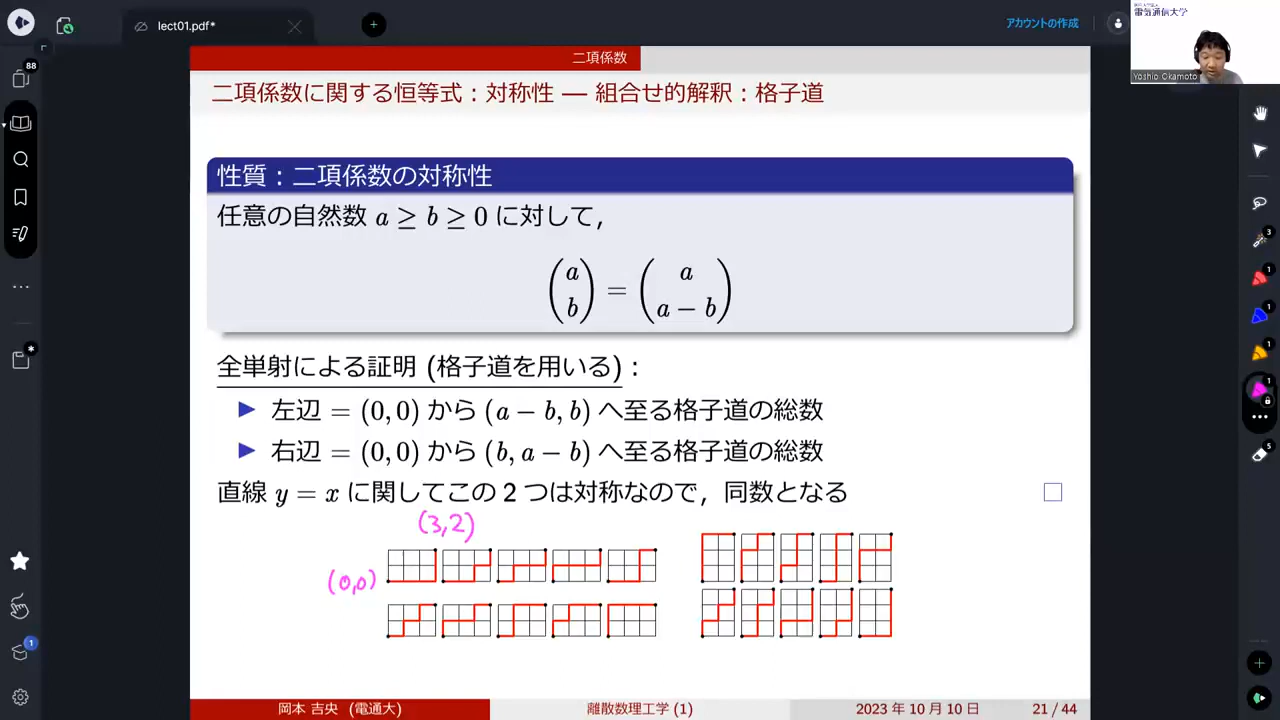 88
lect01.pdf*
アカウントの作成
電気通信大学
Yoshio Okamoto
二項係数
二項係数に関する恒等式：対称性 — 組合せ的解釈：格子道
性質：二項係数の対称性
任意の自然数 a ≥ b ≥ 0 に対して，
(a b) = (a a − b)
全単射による証明 (格子道を用いる)：
▶ 左辺 = (0, 0) から (a − b, b) へ至る格子道の総数
▶ 右辺 = (0, 0) から (b, a − b) へ至る格子道の総数
直線 y = x に関してこの 2 つは対称なので，同数となる □
(3,2)
(0,0)
岡本 吉央 (電通大)
離散数理工学 (1)
2023 年 10 月 10 日
21 / 44
3
1
1
1
1
5
1